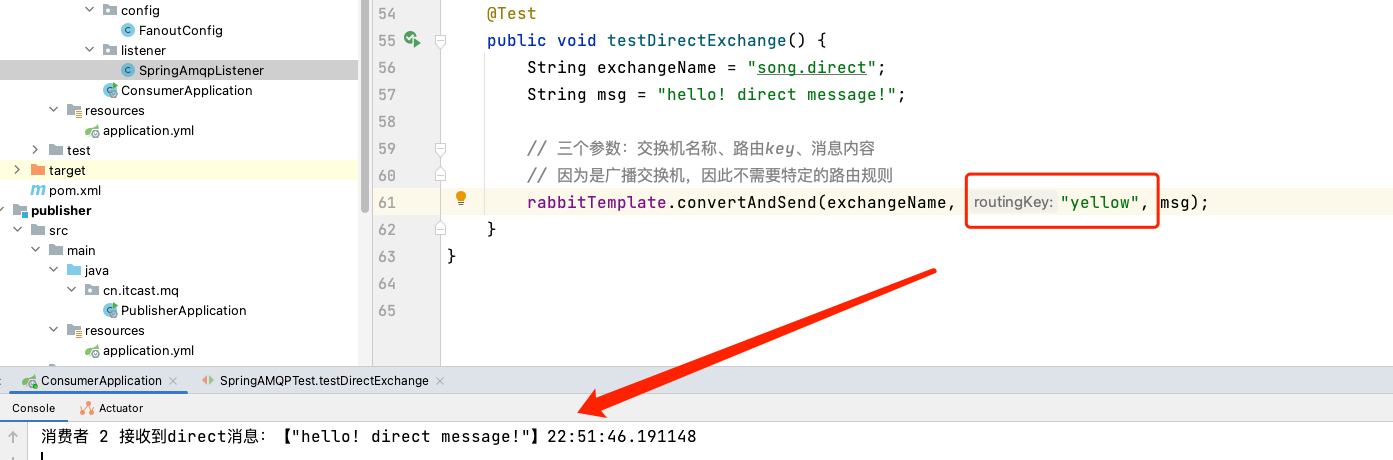 config
FanoutConfig
listener
SpringAmqpListener
ConsumerApplication
resources
application.yml
test
target
pom.xml
publisher
src
main
java
cn.itcast.mq
PublisherApplication
resources
application.yml
54 @Test
55 public void testDirectExchange() {
56 String exchangeName = "song.direct";
57 String msg = "hello! direct message!";
58
59 // 三个参数：交换机名称、路由key、消息内容
60 // 因为是广播交换机，因此不需要特定的路由规则
61 rabbitTemplate.convertAndSend(exchangeName, routingKey: "yellow", msg);
62 }
63 }
64
65
: ConsumerApplication × SpringAMQPTest.testDirectExchange ×
Console Actuator
消费者 2 接收到direct消息：【"hello! direct message!"】22:51:46.191148